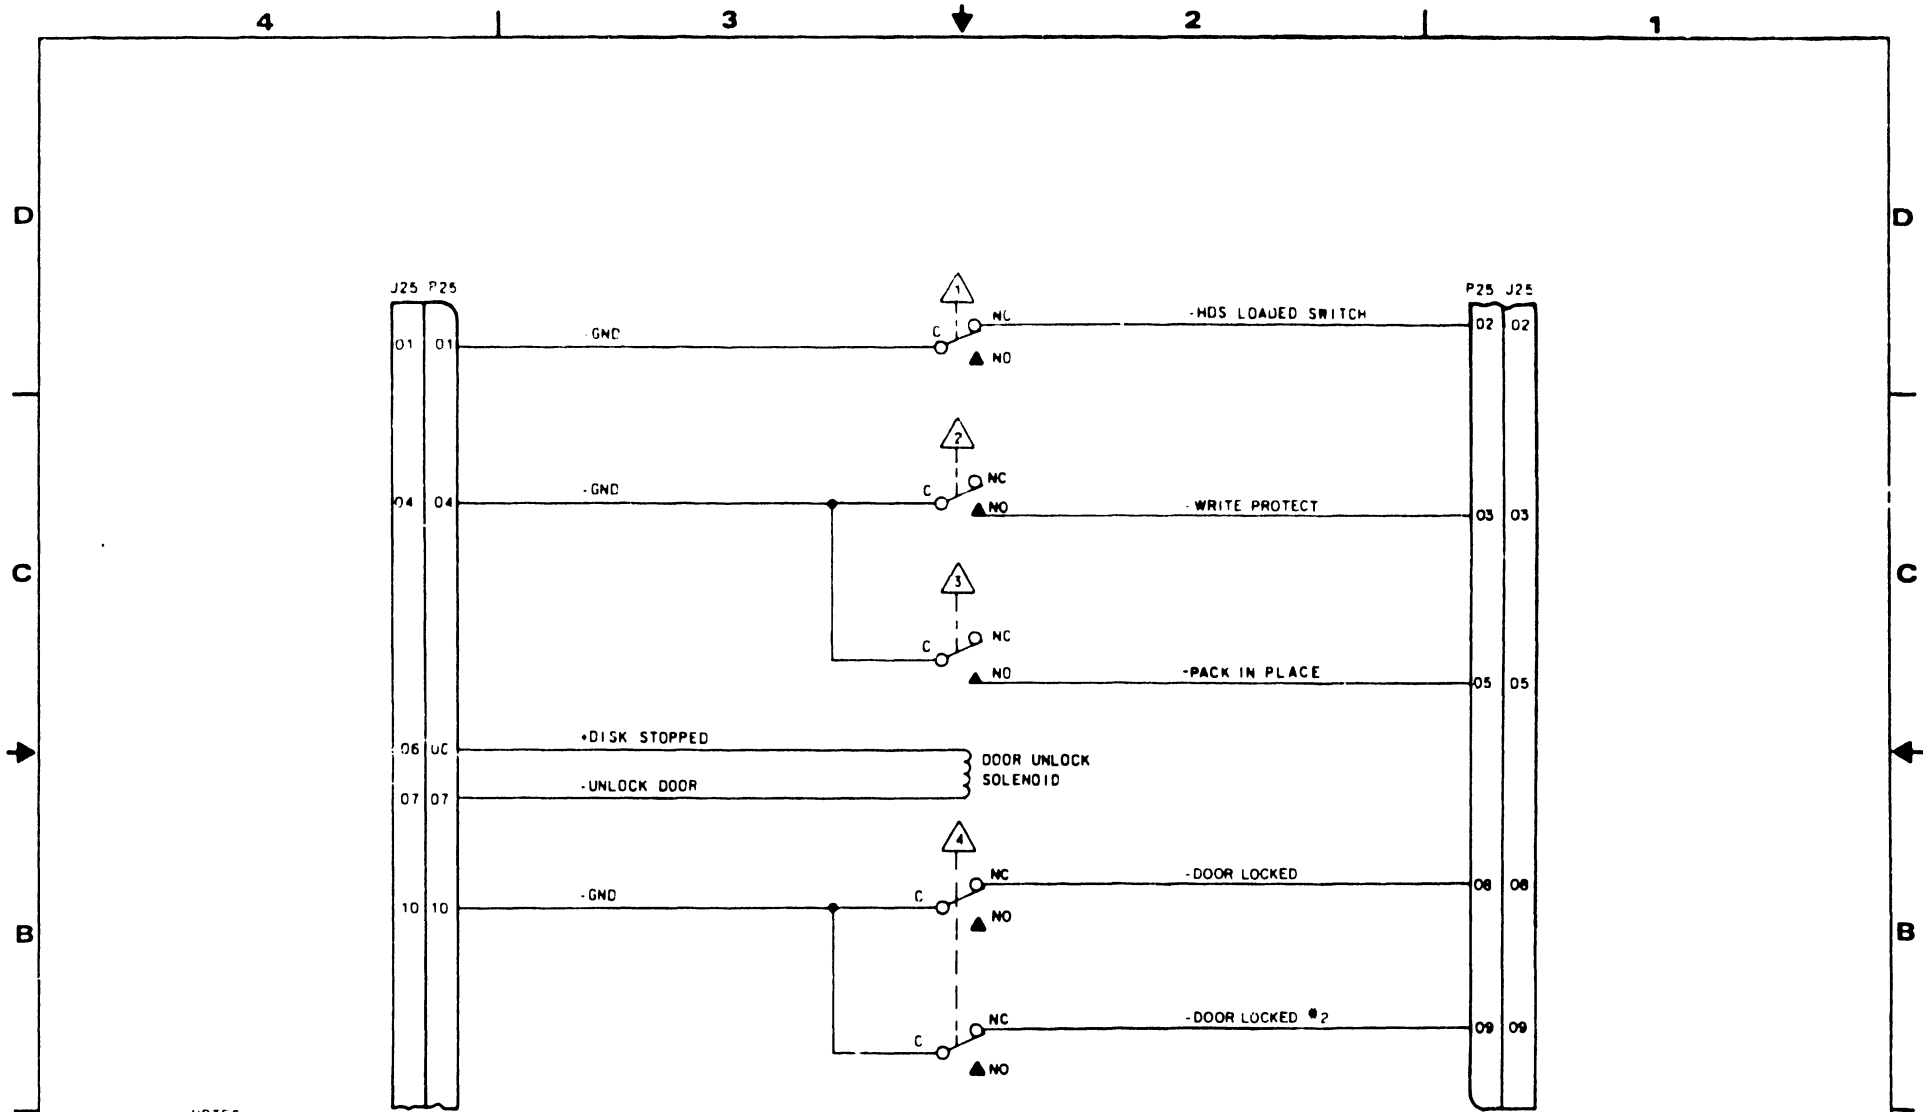 4 3 2 1
D D
J25 P25 P25 J25
1
NC -HDS LOADED SWITCH 02 02
01 01 -GND C
NO
2
NC
04 04 -GND C
NO -WRITE PROTECT 03 03
C C
3
C NC
NO -PACK IN PLACE 05 05
06 +DISK STOPPED
DOOR UNLOCK
SOLENOID
07 07 -UNLOCK DOOR
4
NC -DOOR LOCKED 08 08
10 10 -GND C
NO
B B
NC -DOOR LOCKED #2 09 09
C
NO